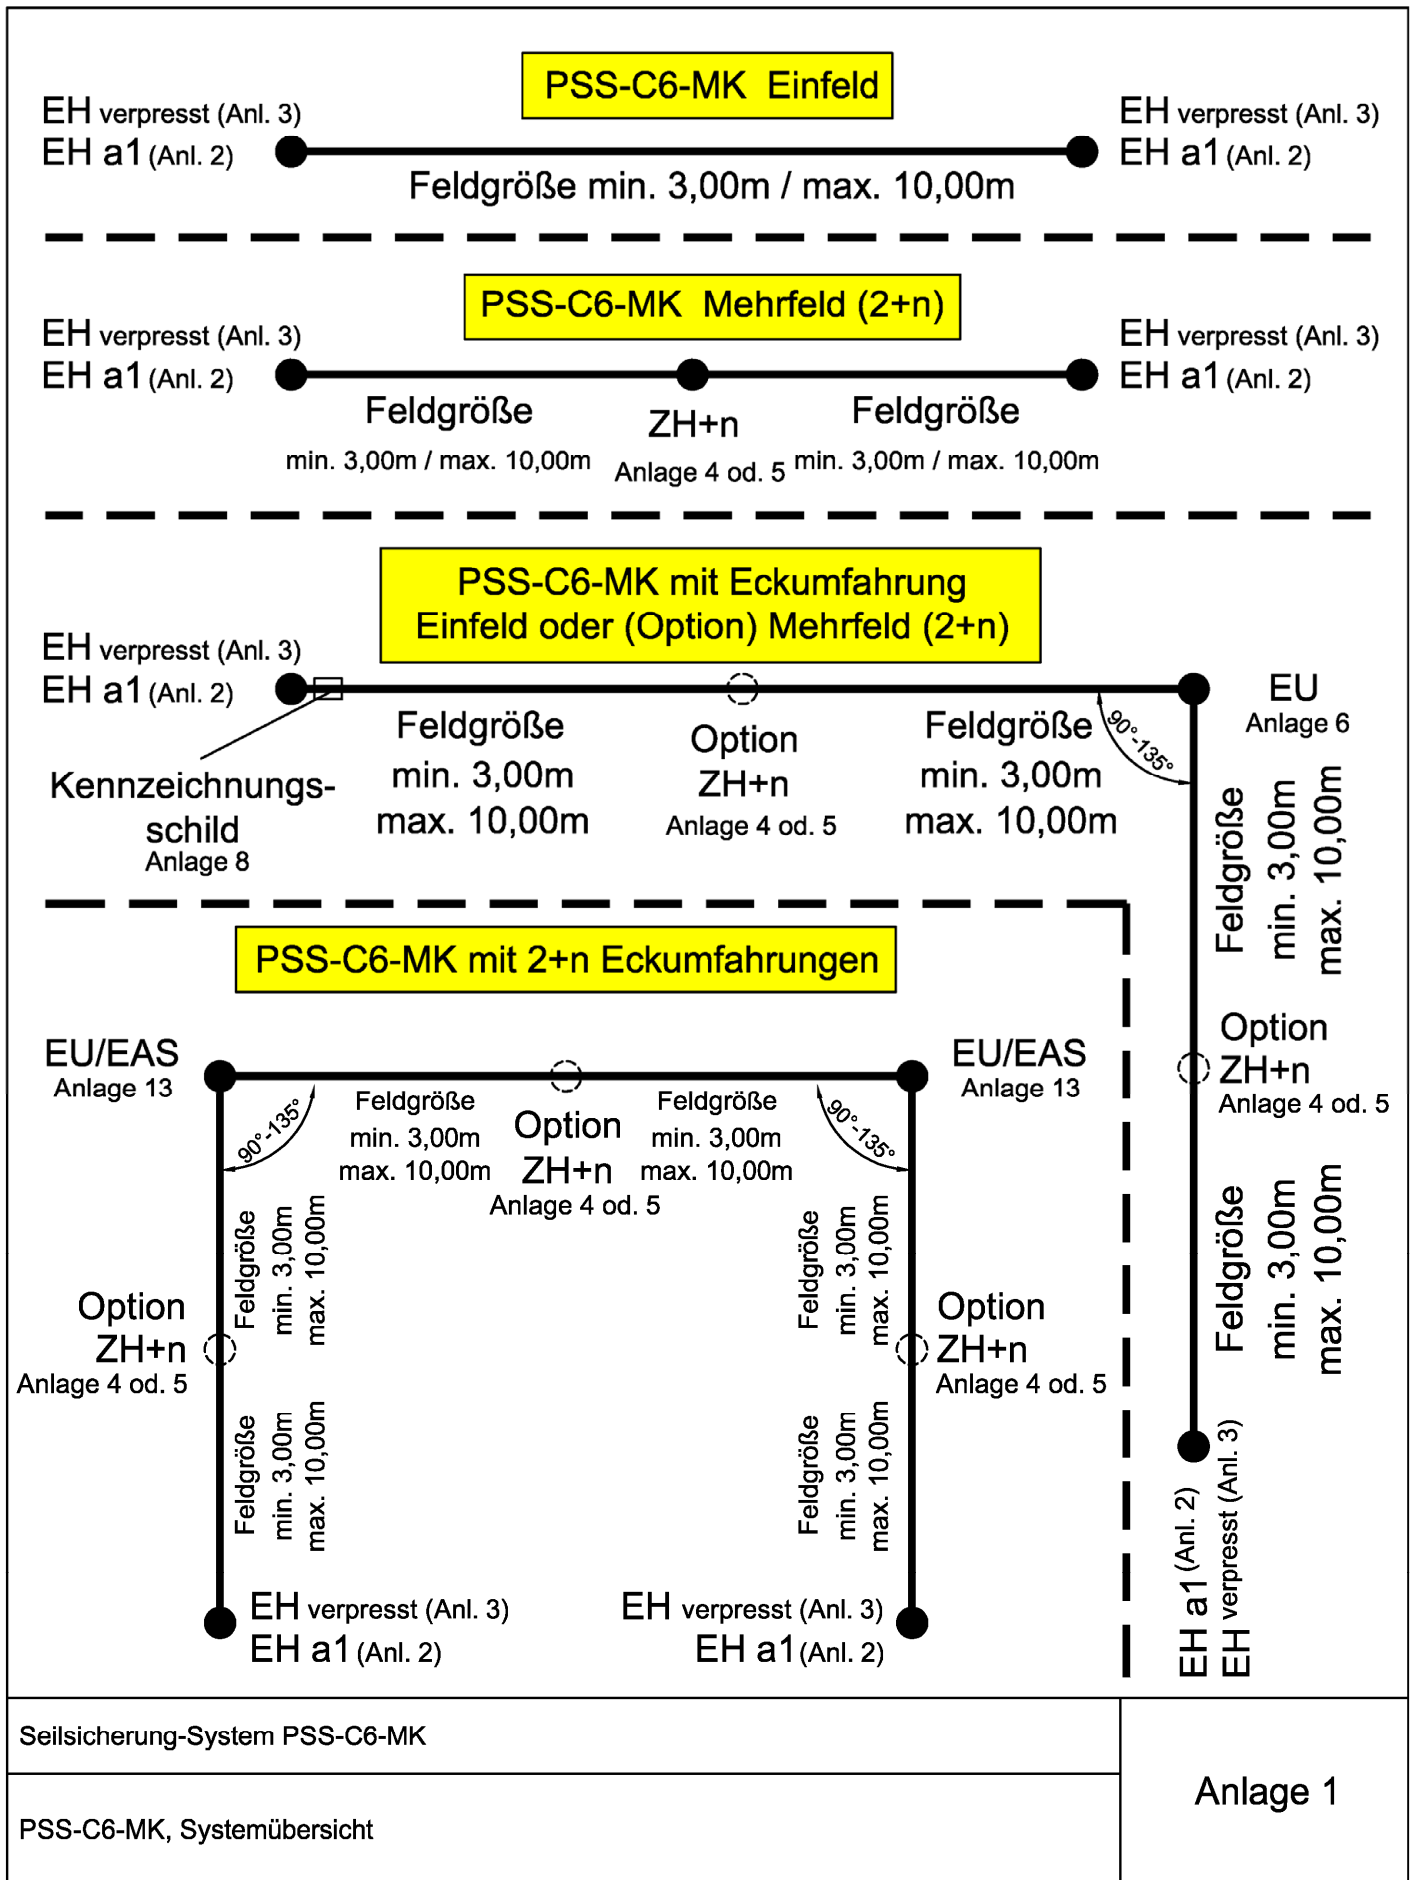 PSS-C6-MK Einfeld
EH verpresst (Anl. 3)
EH a1 (Anl. 2)
EH verpresst (Anl. 3)
EH a1 (Anl. 2)
Feldgröße min. 3,00m / max. 10,00m
PSS-C6-MK Mehrfeld (2+n)
EH verpresst (Anl. 3)
EH a1 (Anl. 2)
EH verpresst (Anl. 3)
EH a1 (Anl. 2)
Feldgröße
min. 3,00m / max. 10,00m
ZH+n
Anlage 4 od. 5
Feldgröße
min. 3,00m / max. 10,00m
PSS-C6-MK mit Eckumfahrung
Einfeld oder (Option) Mehrfeld (2+n)
EH verpresst (Anl. 3)
EH a1 (Anl. 2)
Kennzeichnungs-
schild
Anlage 8
Feldgröße
min. 3,00m
max. 10,00m
Option
ZH+n
Anlage 4 od. 5
Feldgröße
min. 3,00m
max. 10,00m
90°-135°
EU
Anlage 6
Feldgröße
min. 3,00m
max. 10,00m
Option
ZH+n
Anlage 4 od. 5
Feldgröße
min. 3,00m
max. 10,00m
EH a1 (Anl. 2)
EH verpresst (Anl. 3)
PSS-C6-MK mit 2+n Eckumfahrungen
EU/EAS
Anlage 13
EU/EAS
Anlage 13
90°-135°
Feldgröße
min. 3,00m
max. 10,00m
Option
ZH+n
Anlage 4 od. 5
Feldgröße
min. 3,00m
max. 10,00m
90°-135°
Feldgröße
min. 3,00m
max. 10,00m
Feldgröße
min. 3,00m
max. 10,00m
Option
ZH+n
Anlage 4 od. 5
Option
ZH+n
Anlage 4 od. 5
Feldgröße
min. 3,00m
max. 10,00m
Feldgröße
min. 3,00m
max. 10,00m
EH verpresst (Anl. 3)
EH a1 (Anl. 2)
EH verpresst (Anl. 3)
EH a1 (Anl. 2)
Seilsicherung-System PSS-C6-MK
PSS-C6-MK, Systemübersicht
Anlage 1